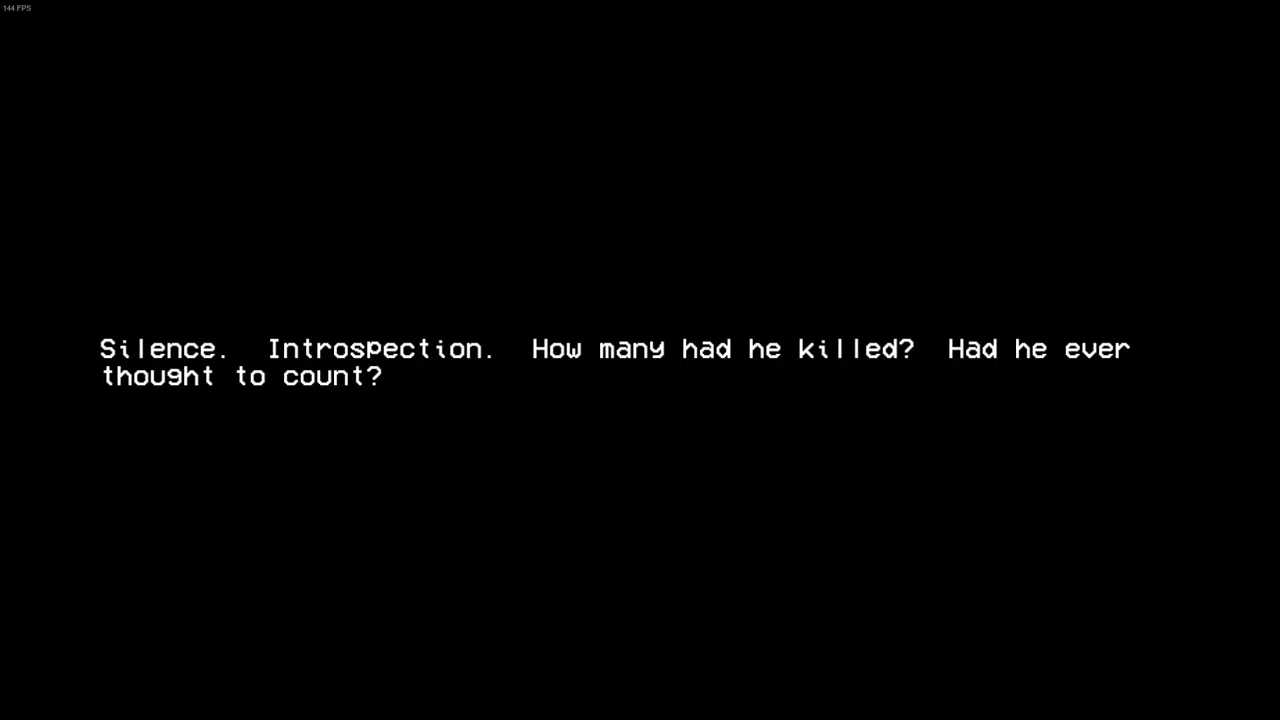 144 FPS
Silence.  Introspection.  How many had he killed?  Had he ever
thought to count?